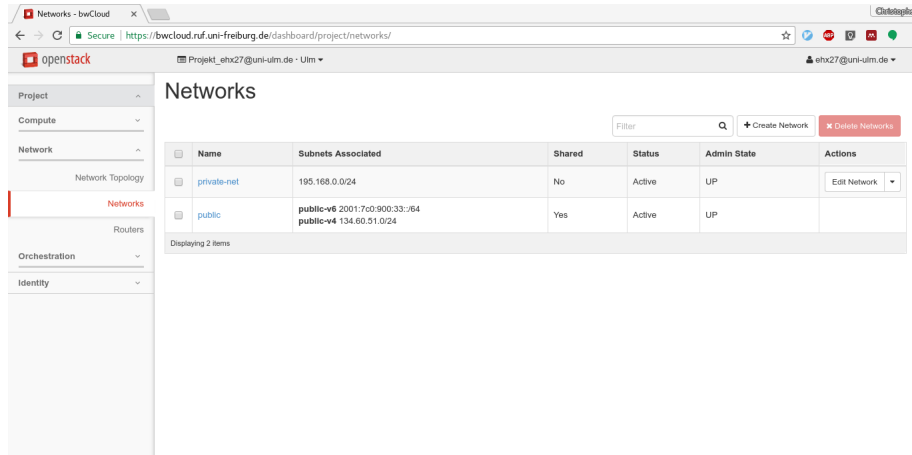 Networks - bwCloud
Secure | https://bwcloud.ruf.uni-freiburg.de/dashboard/project/networks/
ABP
openstack
Projekt_ehx27@uni-ulm.de · Ulm
ehx27@uni-ulm.de
Project
Compute
Network
Network Topology
Networks
Routers
Orchestration
Identity
Networks
Filter
Create Network
Delete Networks
Name Subnets Associated Shared Status Admin State Actions
private-net 195.168.0.0/24 No Active UP Edit Network
public public-v6 2001:7c0:900:33::/64 Yes Active UP
public-v4 134.60.51.0/24
Displaying 2 items